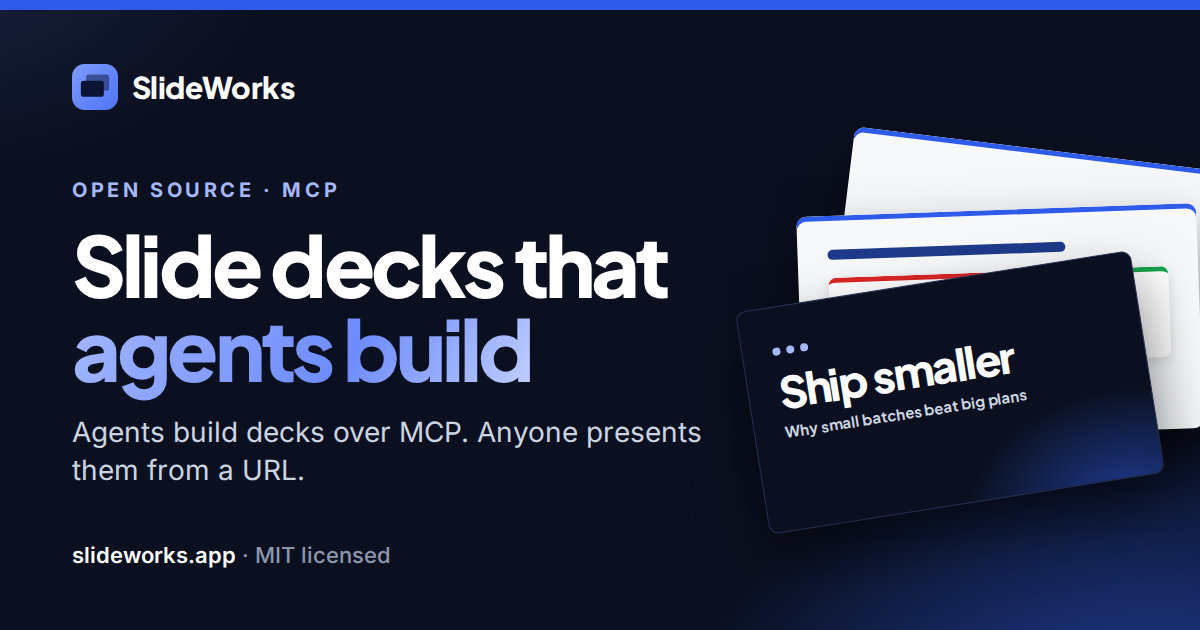 SlideWorks
OPEN SOURCE · MCP
Slide decks that
agents build
Agents build decks over MCP. Anyone presents
them from a URL.
slideworks.app · MIT licensed
Ship smaller
Why small batches beat big plans